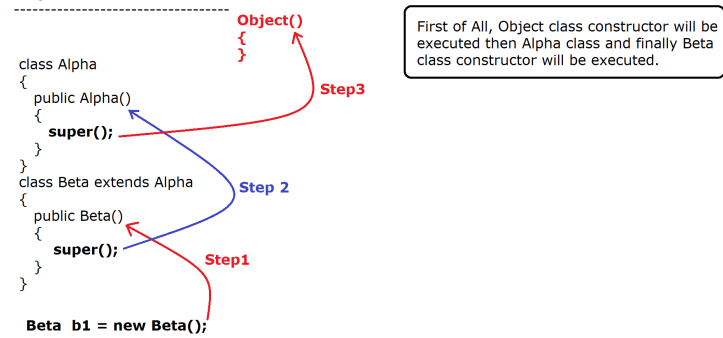 Object()
{
}
First of All, Object class constructor will be
executed then Alpha class and finally Beta
class constructor will be executed.
class Alpha
{
public Alpha()
{
super();
}
}
Step3
class Beta extends Alpha
{
public Beta()
{
super();
}
}
Step 2
Step1
Beta b1 = new Beta();